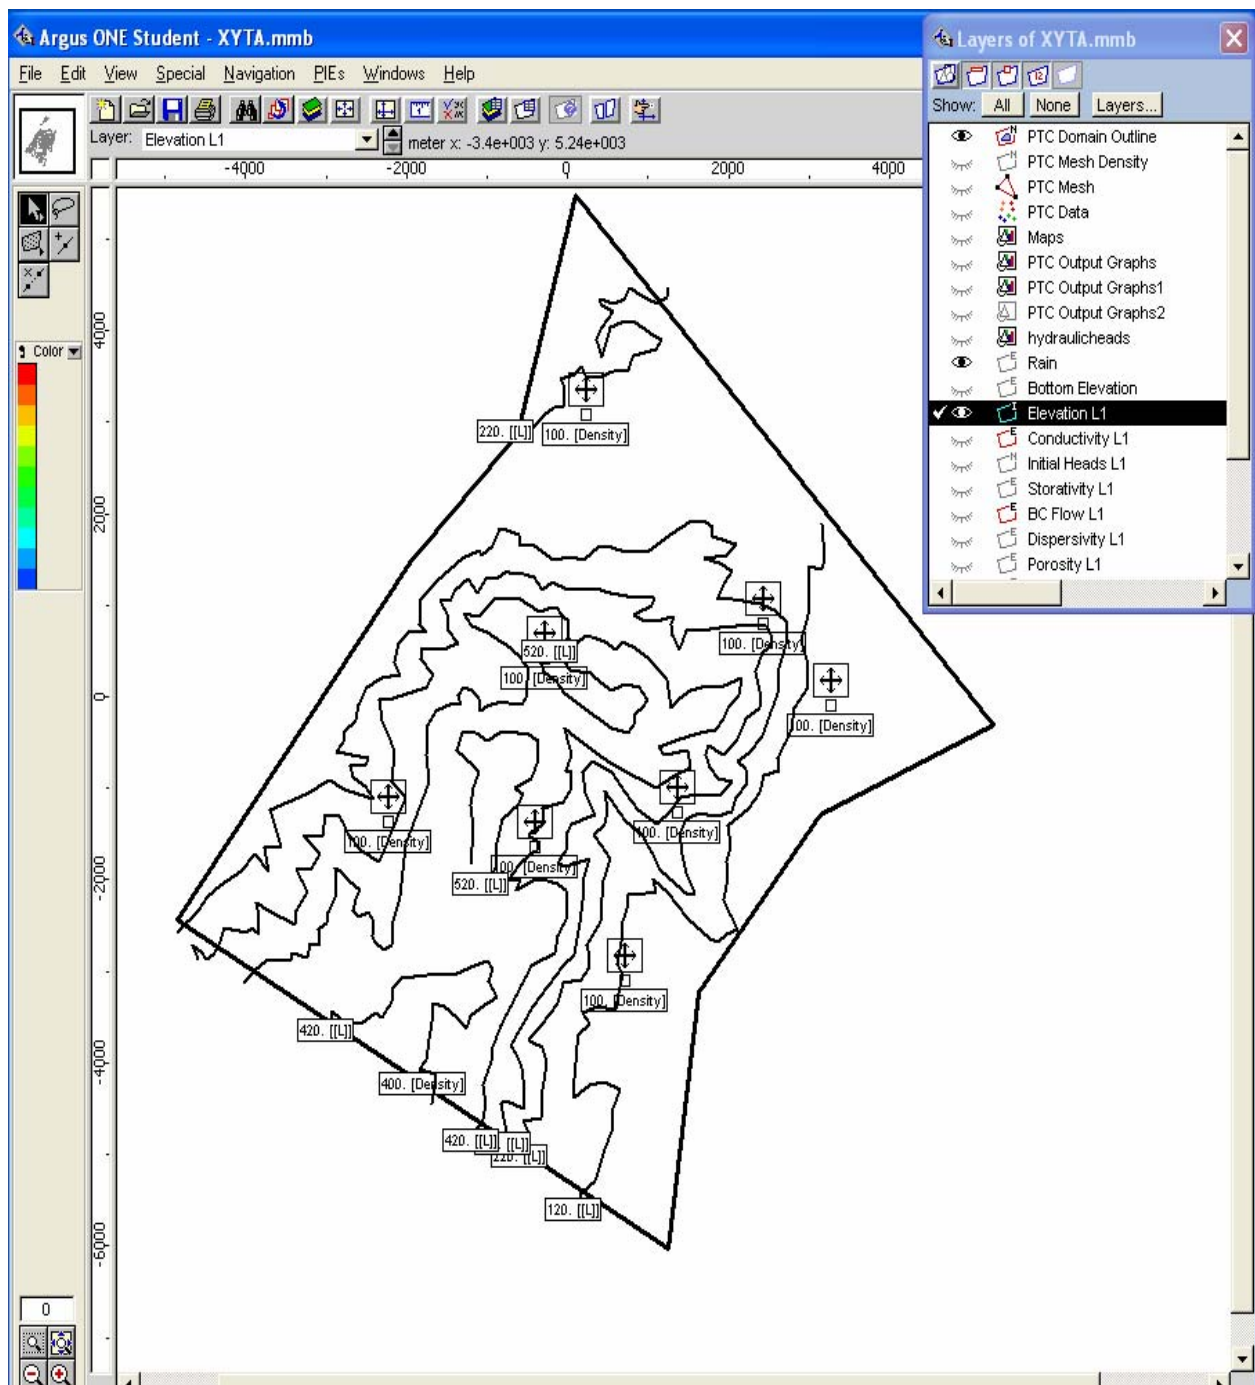 Argus ONE Student - XYTA.mmb
File Edit View Special Navigation PIEs Windows Help
Layer: Elevation L1 meter x: -3.4e+003 y: 5.24e+003
-4000 -2000 0 2000 4000
Color
4000
2000
0
-2000
-4000
-6000
0
220. [[L]] 100. [Density]
100. [Density]
520. [[L]]
100. [Density]
100. [Density]
100. [Density]
100. [Density]
100. [Density]
520. [[L]]
100. [Density]
420. [[L]]
400. [Density]
420. [[L]] [[L]]
220. [[L]]
120. [[L]]
Layers of XYTA.mmb
Show: All None Layers...
PTC Domain Outline
PTC Mesh Density
PTC Mesh
PTC Data
Maps
PTC Output Graphs
PTC Output Graphs1
PTC Output Graphs2
hydraulicheads
Rain
Bottom Elevation
Elevation L1
Conductivity L1
Initial Heads L1
Storativity L1
BC Flow L1
Dispersivity L1
Porosity L1